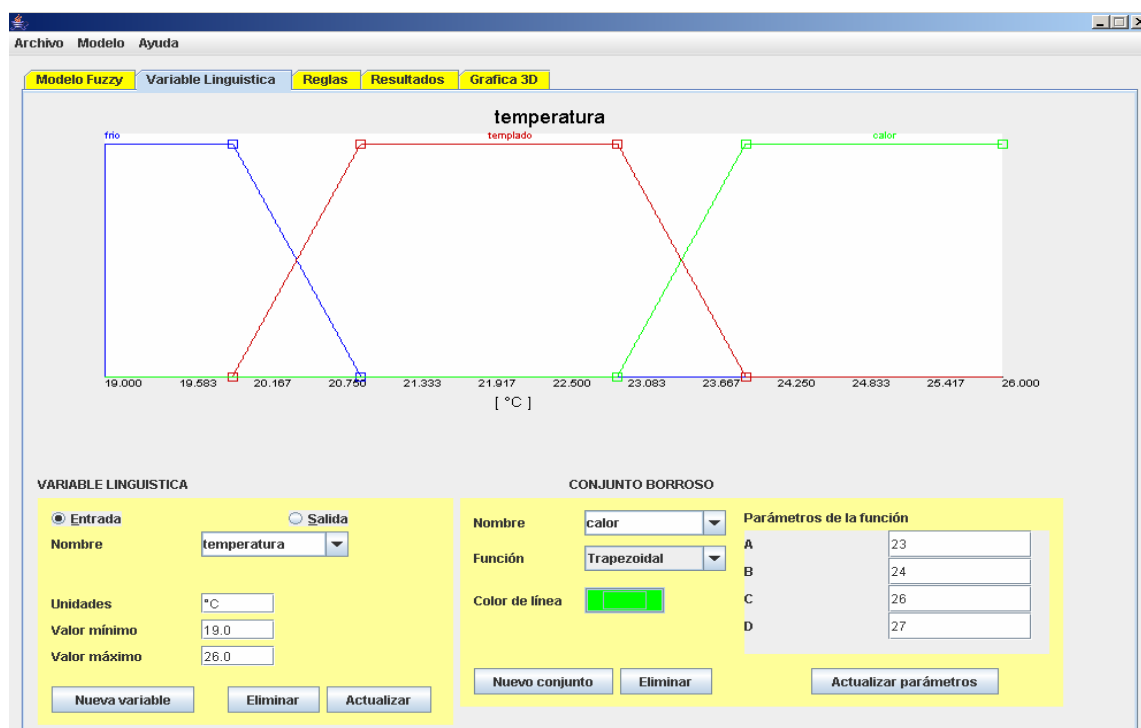 Archivo Modelo Ayuda
Modelo Fuzzy Variable Linguistica Reglas Resultados Grafica 3D
temperatura
frio templado calor
19.000 19.583 20.167 20.750 21.333 21.917 22.500 23.083 23.667 24.250 24.833 25.417 26.000
[ °C ]
VARIABLE LINGUISTICA
Entrada Salida
Nombre temperatura
Unidades °C
Valor mínimo 19.0
Valor máximo 26.0
Nueva variable Eliminar Actualizar
CONJUNTO BORROSO
Nombre calor
Función Trapezoidal
Color de línea
Parámetros de la función
A 23
B 24
C 26
D 27
Nuevo conjunto Eliminar Actualizar parámetros